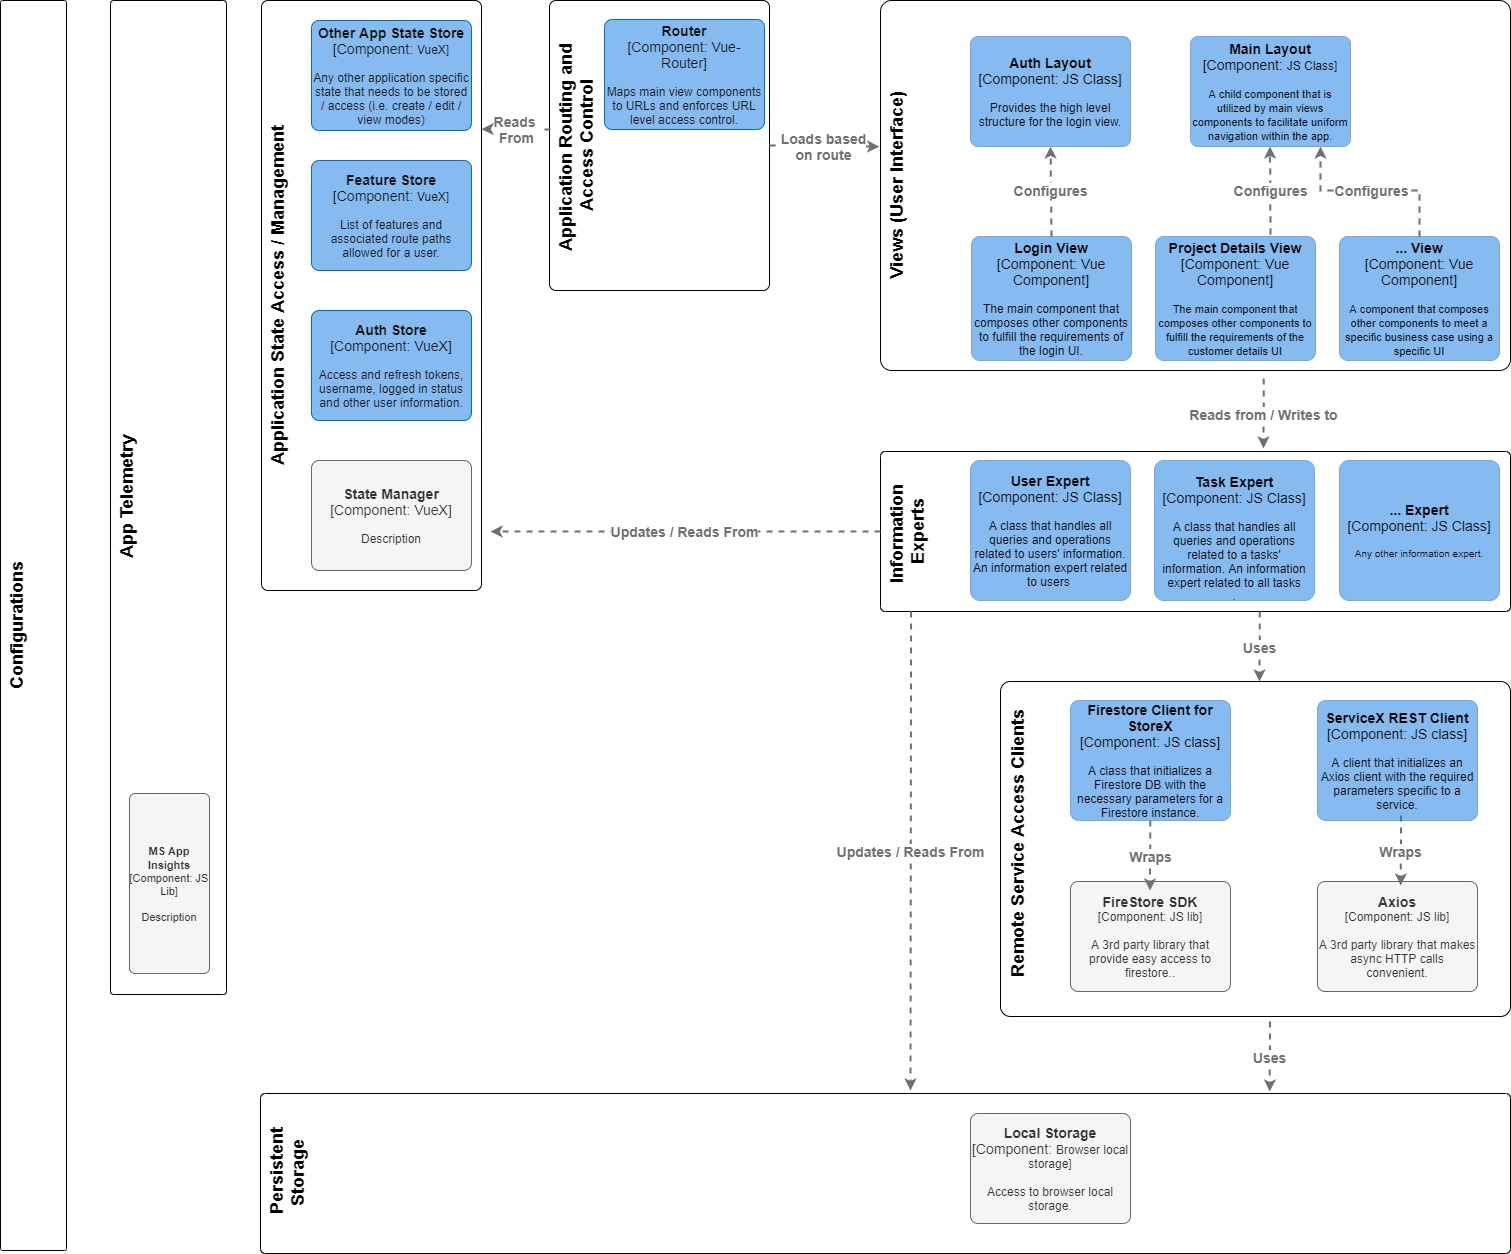 Configurations
App Telemetry
MS App
Insights
[Component: JS
Lib]
Description
Application State Access / Management
Other App State Store
[Component: VueX]
Any other application specific
state that needs to be stored
/ access (i.e. create / edit /
view modes)
Feature Store
[Component: VueX]
List of features and
associated route paths
allowed for a user.
Auth Store
[Component: VueX]
Access and refresh tokens,
username, logged in status
and other user information.
State Manager
[Component: VueX]
Description
Reads
From
Application Routing and
Access Control
Router
[Component: Vue-
Router]
Maps main view components
to URLs and enforces URL
level access control.
Loads based
on route
Views (User Interface)
Auth Layout
[Component: JS Class]
Provides the high level
structure for the login view.
Main Layout
[Component: JS Class]
A child component that is
utilized by main views
components to facilitate uniform
navigation within the app.
Configures
Configures
Configures
Login View
[Component: Vue
Component]
The main component that
composes other components
to fulfill the requirements of
the login UI.
Project Details View
[Component: Vue
Component]
The main component that
composes other components to
fulfill the requirements of the
customer details UI
... View
[Component: Vue
Component]
A component that composes
other components to meet a
specific business case using a
specific UI
Reads from / Writes to
Information
Experts
User Expert
[Component: JS Class]
A class that handles all
queries and operations
related to users' information.
An information expert related
to users
Task Expert
[Component: JS Class]
A class that handles all
queries and operations
related to a tasks'
information. An information
expert related to all tasks
... Expert
[Component: JS Class]
Any other information expert.
Updates / Reads From
Uses
Updates / Reads From
Remote Service Access Clients
Firestore Client for
StoreX
[Component: JS class]
A class that initializes a
Firestore DB with the
necessary parameters for a
Firestore instance.
ServiceX REST Client
[Component: JS class]
A client that initializes an
Axios client with the required
parameters specific to a
service.
Wraps
Wraps
FireStore SDK
[Component: JS lib]
A 3rd party library that
provide easy access to
firestore..
Axios
[Component: JS lib]
A 3rd party library that makes
async HTTP calls
convenient.
Uses
Persistent
Storage
Local Storage
[Component: Browser local
storage]
Access to browser local
storage.